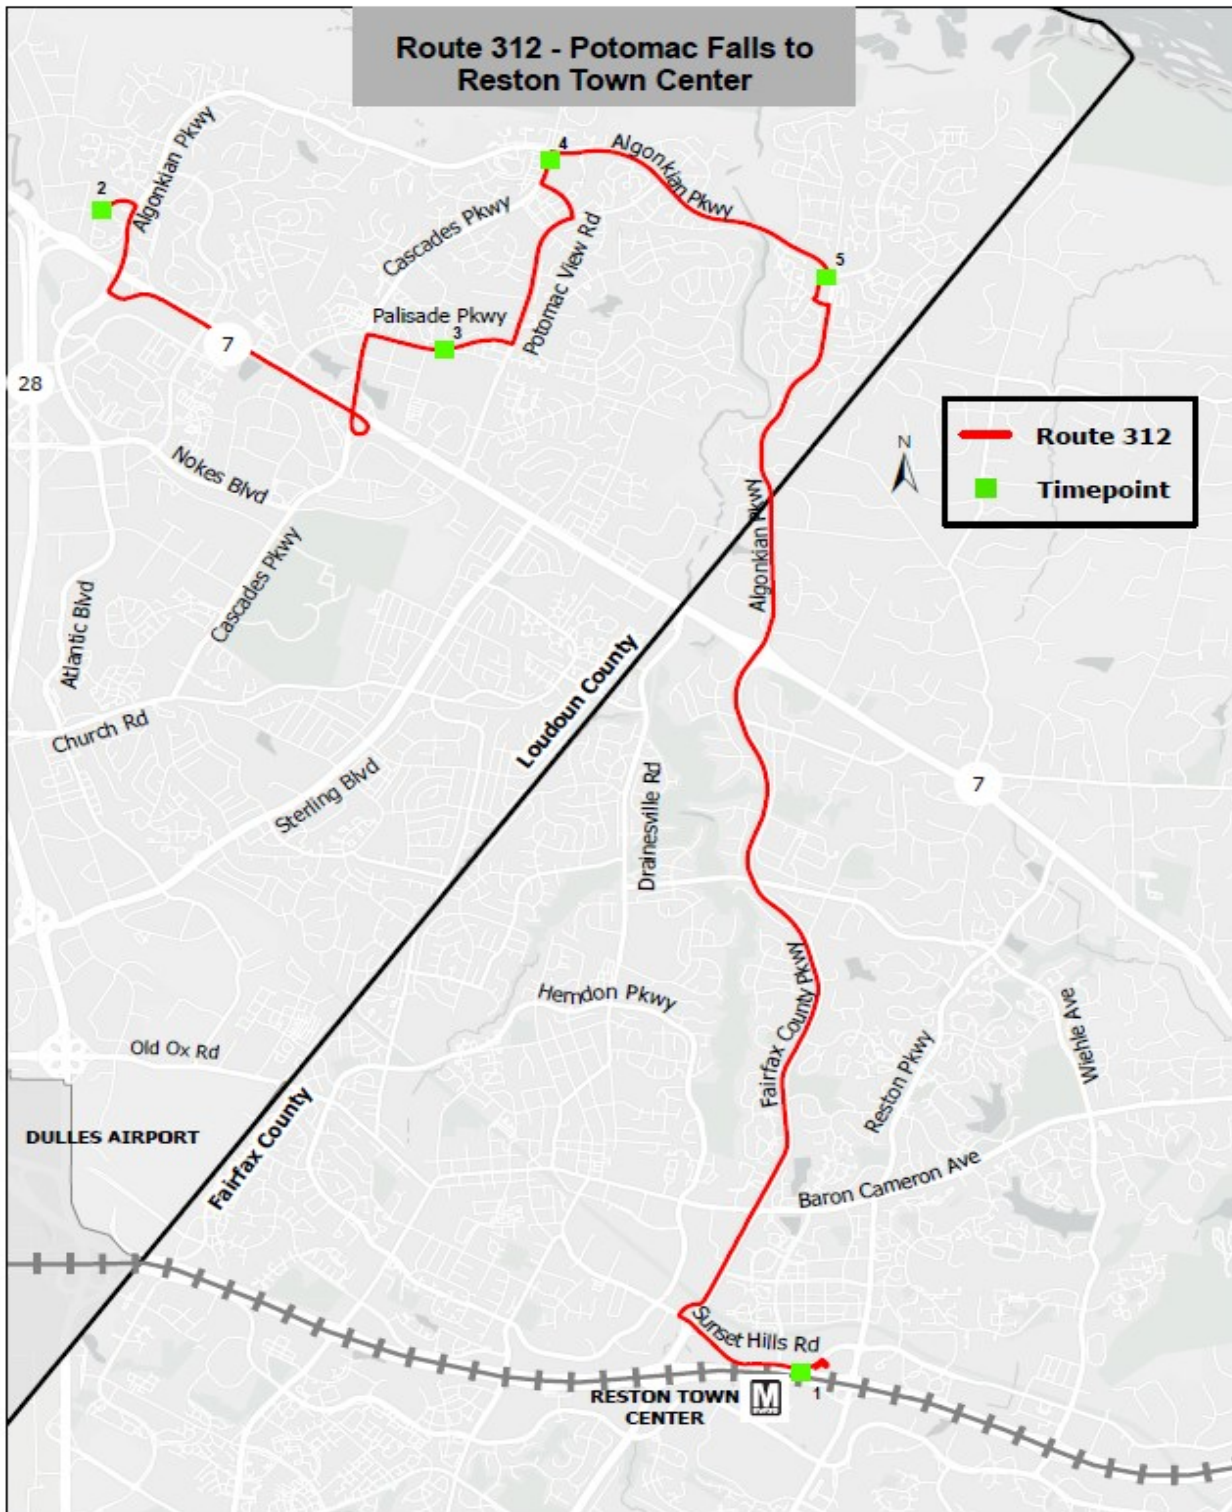 Route 312 - Potomac Falls to
Reston Town Center
Algonkian Pkwy
4
Algonkian Pkwy
2
Cascades Pkwy
Potomac View Rd
5
Palisade Pkwy
3
7
28
N
Route 312
Timepoint
Nokes Blvd
Algonkian Pkwy
Cascades Pkwy
Atlantic Blvd
Loudoun County
Church Rd
Sterling Blvd
Drainesville Rd
7
Herndon Pkwy
Fairfax County Pkwy
Wiehle Ave
Old Ox Rd
Reston Pkwy
DULLES AIRPORT
Fairfax County
Baron Cameron Ave
Sunset Hills Rd
RESTON TOWN
CENTER
M
1